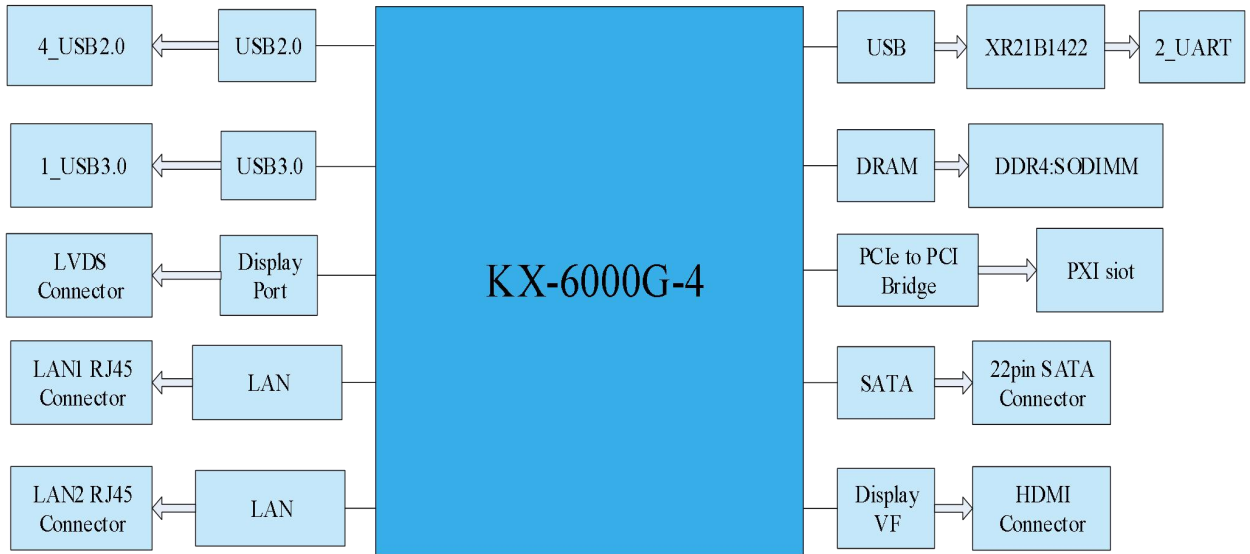 4_USB2.0
USB2.0
1_USB3.0
USB3.0
LVDS
Connector
Display
Port
LAN1 RJ45
Connector
LAN
LAN2 RJ45
Connector
LAN
KX-6000G-4
USB
XR21B1422
2_UART
DRAM
DDR4:SODIMM
PCIe to PCI
Bridge
PXI siot
SATA
22pin SATA
Connector
Display
VF
HDMI
Connector